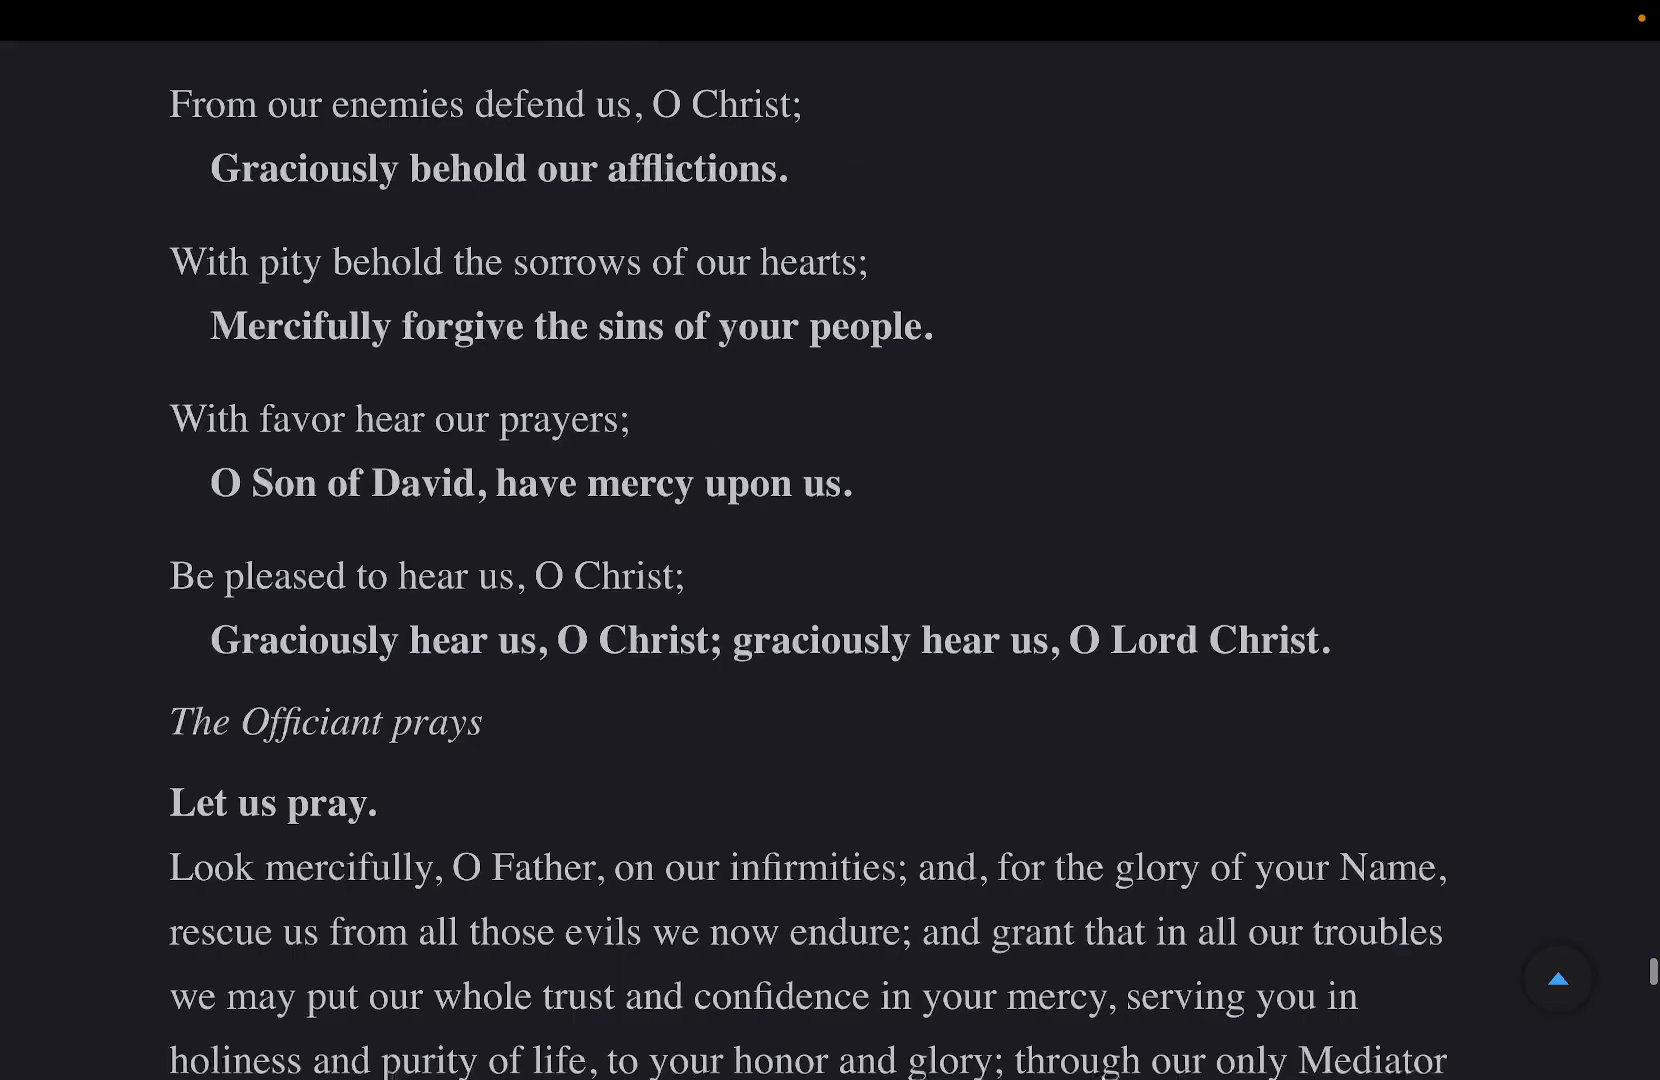 From our enemies defend us, O Christ;
Graciously behold our afflictions.
With pity behold the sorrows of our hearts;
Mercifully forgive the sins of your people.
With favor hear our prayers;
O Son of David, have mercy upon us.
Be pleased to hear us, O Christ;
Graciously hear us, O Christ; graciously hear us, O Lord Christ.
The Officiant prays
Let us pray.
Look mercifully, O Father, on our infirmities; and, for the glory of your Name,
rescue us from all those evils we now endure; and grant that in all our troubles
we may put our whole trust and confidence in your mercy, serving you in
holiness and purity of life, to your honor and glory; through our only Mediator